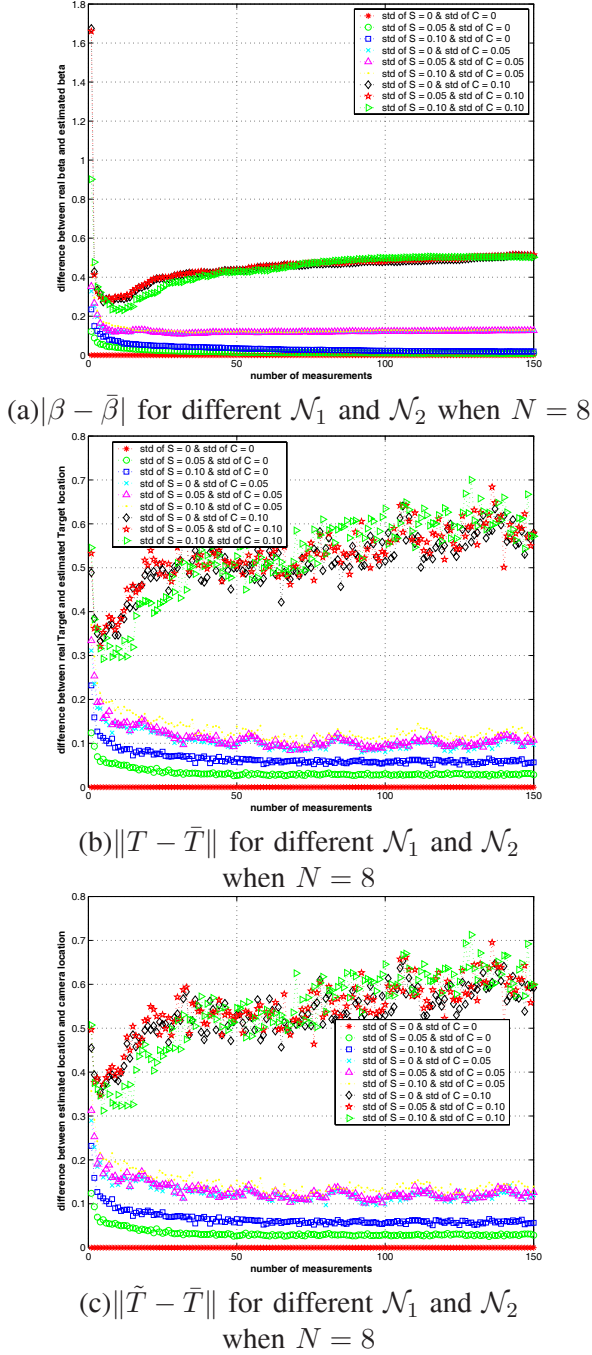 1.8
1.6
1.4
1.2
1
0.8
0.6
0.4
0.2
0
0 50 100 150
difference between real beta and estimated beta
number of measurements
std of S = 0 & std of C = 0
std of S = 0.05 & std of C = 0
std of S = 0.10 & std of C = 0
std of S = 0 & std of C = 0.05
std of S = 0.05 & std of C = 0.05
std of S = 0.10 & std of C = 0.05
std of S = 0 & std of C = 0.10
std of S = 0.05 & std of C = 0.10
std of S = 0.10 & std of C = 0.10
(a)|β − β̄| for different 𝒩₁ and 𝒩₂ when N = 8
0.8
0.7
0.6
0.5
0.4
0.3
0.2
0.1
0
0 50 100 150
difference between real Target and estimated Target location
number of measurements
std of S = 0 & std of C = 0
std of S = 0.05 & std of C = 0
std of S = 0.10 & std of C = 0
std of S = 0 & std of C = 0.05
std of S = 0.05 & std of C = 0.05
std of S = 0.10 & std of C = 0.05
std of S = 0 & std of C = 0.10
std of S = 0.05 & std of C = 0.10
std of S = 0.10 & std of C = 0.10
(b)‖T − T̄‖ for different 𝒩₁ and 𝒩₂
when N = 8
0.8
0.7
0.6
0.5
0.4
0.3
0.2
0.1
0
0 50 100 150
difference between estimated location and camera location
number of measurements
std of S = 0 & std of C = 0
std of S = 0.05 & std of C = 0
std of S = 0.10 & std of C = 0
std of S = 0 & std of C = 0.05
std of S = 0.05 & std of C = 0.05
std of S = 0.10 & std of C = 0.05
std of S = 0 & std of C = 0.10
std of S = 0.05 & std of C = 0.10
std of S = 0.10 & std of C = 0.10
(c)‖T̃ − T̄‖ for different 𝒩₁ and 𝒩₂
when N = 8